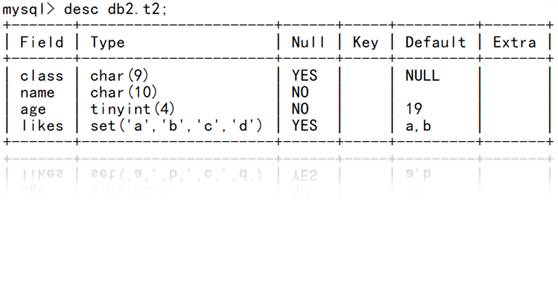 mysql> desc db2.t2;
+-------+----------------------+------+-----+---------+-------+
| Field | Type                 | Null | Key | Default | Extra |
+-------+----------------------+------+-----+---------+-------+
| class | char(9)              | YES  |     | NULL    |       |
| name  | char(10)             | NO   |     |         |       |
| age   | tinyint(4)           | NO   |     | 19      |       |
| likes | set('a','b','c','d') | YES  |     | a,b     |       |
+-------+----------------------+------+-----+---------+-------+